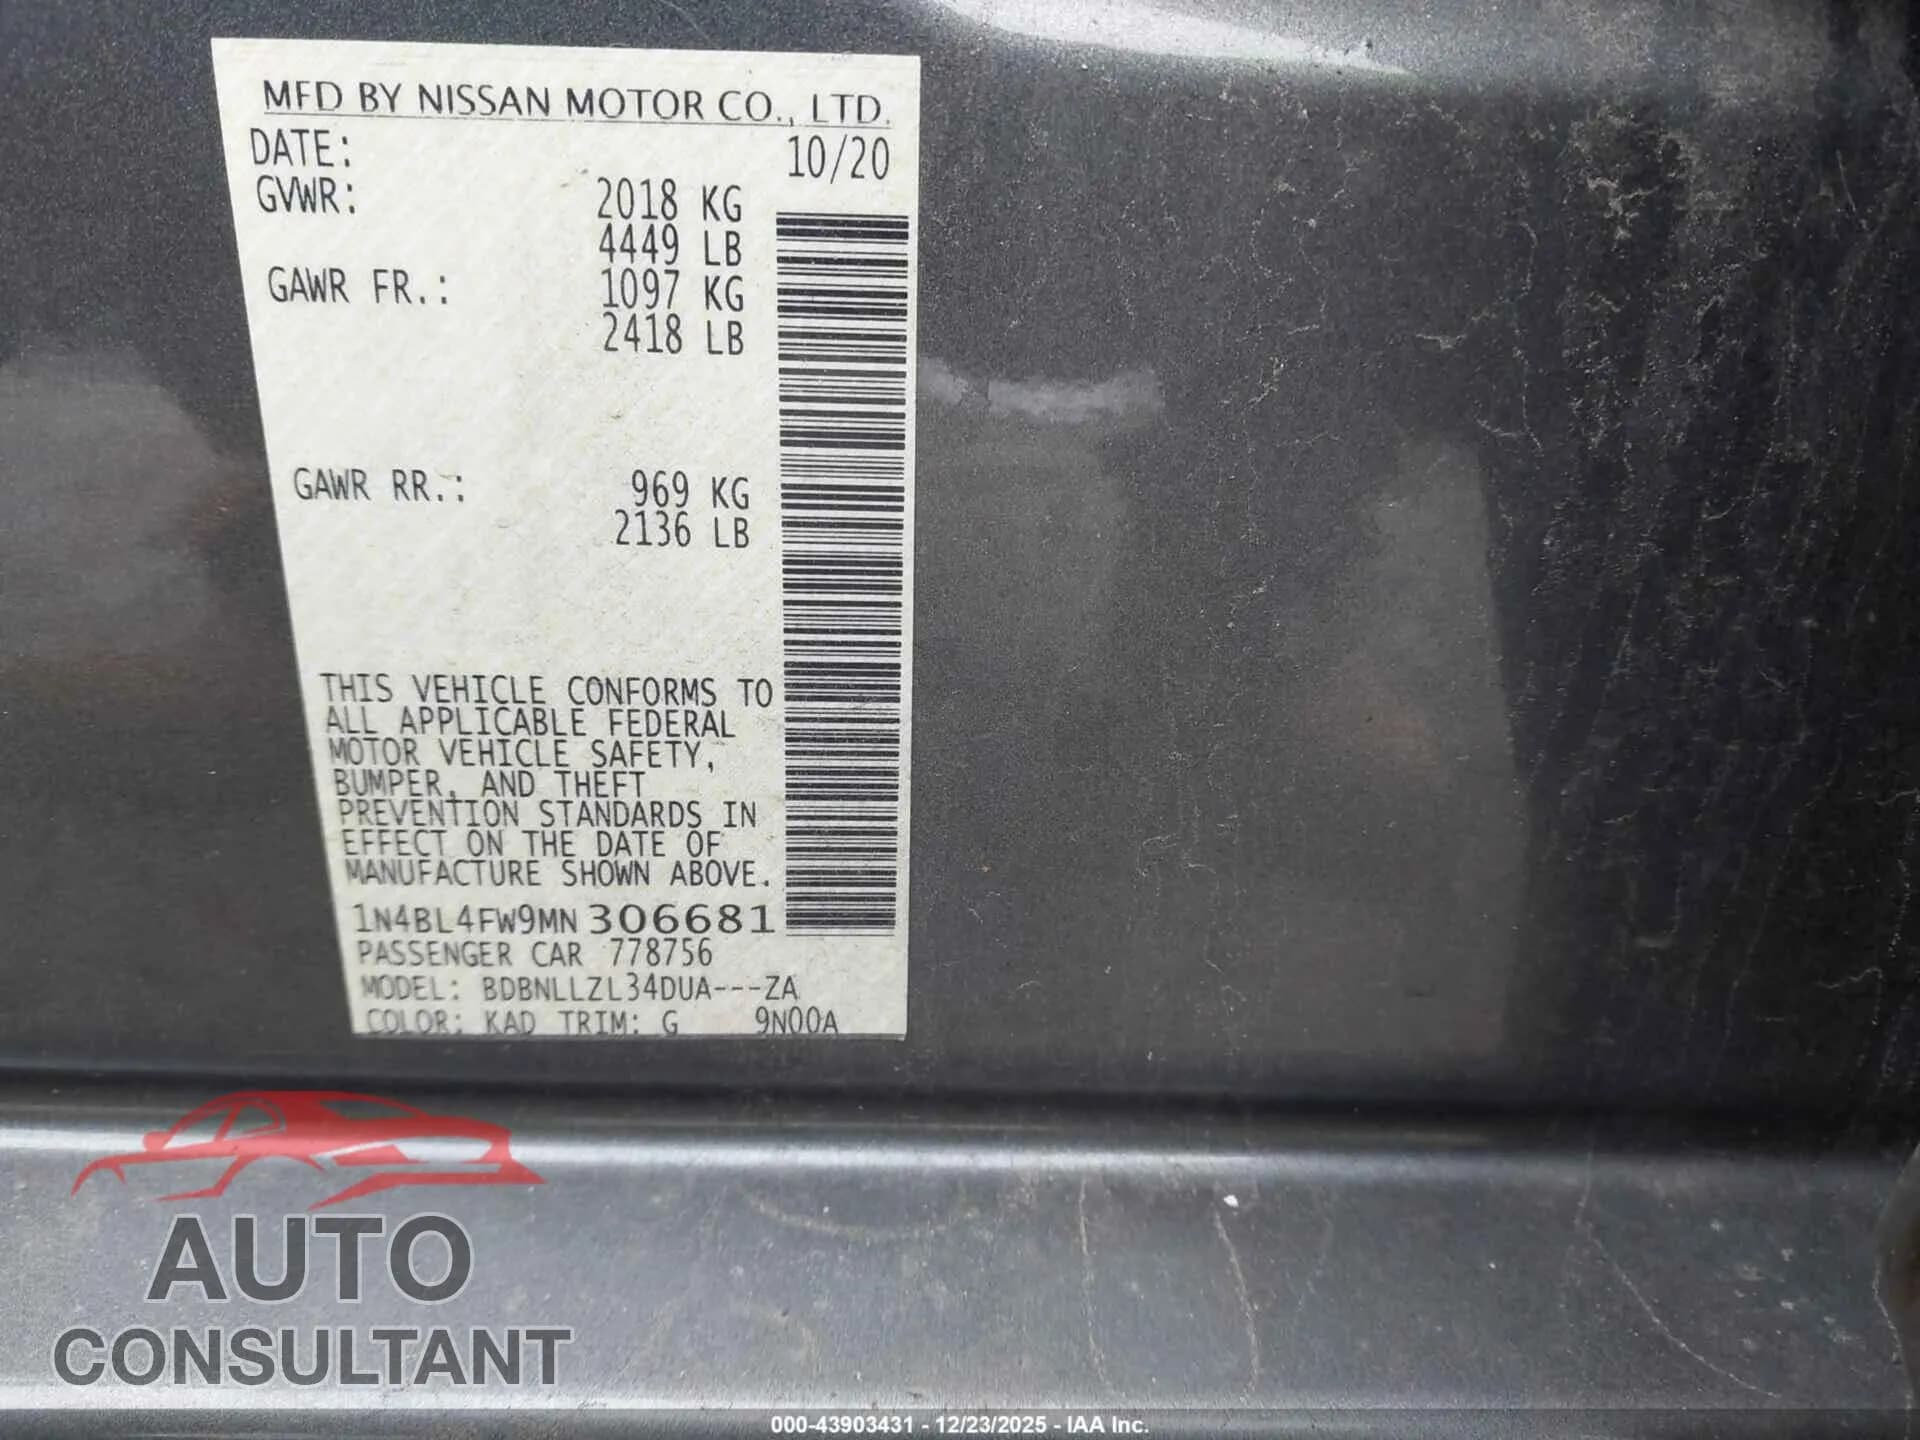 MFD BY NISSAN MOTOR CO., LTD.
DATE: 10/20
GVWR: 2018 KG
4449 LB
GAWR FR.: 1097 KG
2418 LB
GAWR RR.: 969 KG
2136 LB
THIS VEHICLE CONFORMS TO
ALL APPLICABLE FEDERAL
MOTOR VEHICLE SAFETY,
BUMPER, AND THEFT
PREVENTION STANDARDS IN
EFFECT ON THE DATE OF
MANUFACTURE SHOWN ABOVE.
1N4BL4FW9MN306681
PASSENGER CAR 778756
MODEL: BDBNLLZL34DUA---ZA
COLOR: KAD TRIM: G 9N00A
AUTO
CONSULTANT
000-43903431 - 12/23/2025 - IAA Inc.